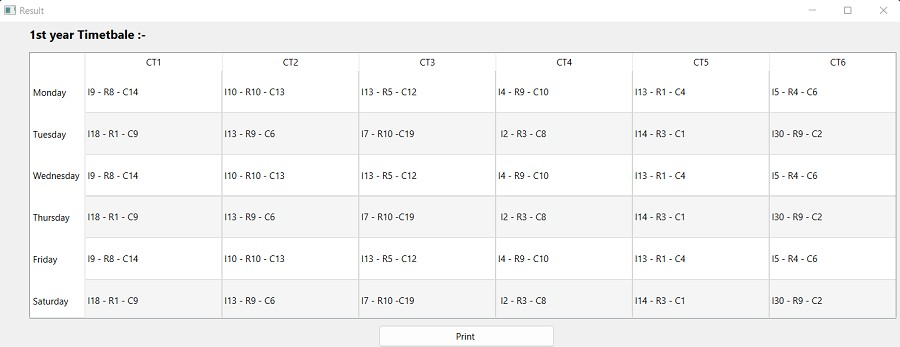 Result
1st year Timetbale :-
CT1 CT2 CT3 CT4 CT5 CT6
Monday I9 - R8 - C14 I10 - R10 - C13 I13 - R5 - C12 I4 - R9 - C10 I13 - R1 - C4 I5 - R4 - C6
Tuesday I18 - R1 - C9 I13 - R9 - C6 I7 - R10 -C19 I2 - R3 - C8 I14 - R3 - C1 I30 - R9 - C2
Wednesday I9 - R8 - C14 I10 - R10 - C13 I13 - R5 - C12 I4 - R9 - C10 I13 - R1 - C4 I5 - R4 - C6
Thursday I18 - R1 - C9 I13 - R9 - C6 I7 - R10 -C19 I2 - R3 - C8 I14 - R3 - C1 I30 - R9 - C2
Friday I9 - R8 - C14 I10 - R10 - C13 I13 - R5 - C12 I4 - R9 - C10 I13 - R1 - C4 I5 - R4 - C6
Saturday I18 - R1 - C9 I13 - R9 - C6 I7 - R10 -C19 I2 - R3 - C8 I14 - R3 - C1 I30 - R9 - C2
Print